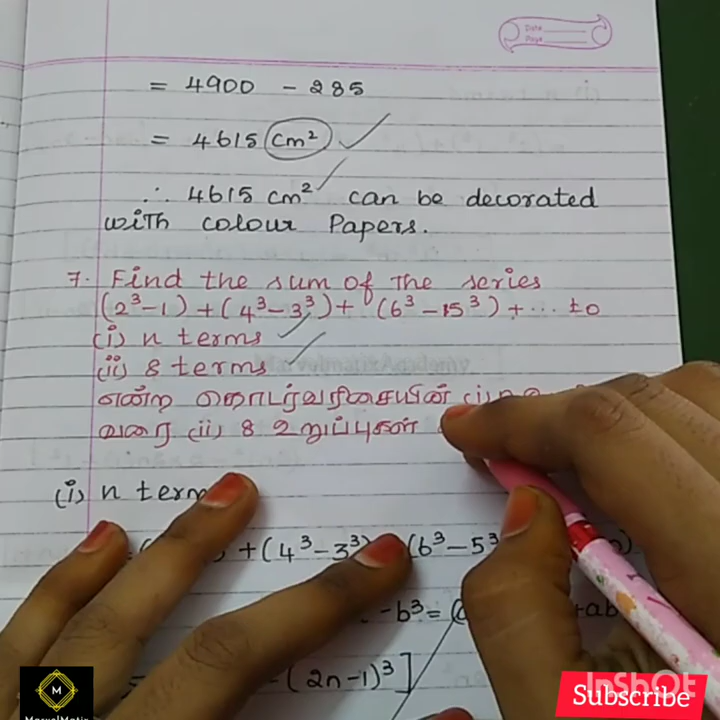 Date
Page
= 4900 - 285
= 4615 cm²
∴ 4615 cm² can be decorated
with colour Papers.
7. Find the sum of the series
(2³-1)+(4³-3³)+(6³-15³)+... to
(i) n terms
(ii) 8 terms
என்ற தொடர்வரிசையின் (i)
வரை (ii) 8 உறுப்புகள்
(i) n term
+(4³-3³) (6³-5³
-b³= +ab
-(2n-1)³]
M
MarvelMatix
InShOt
Subscribe